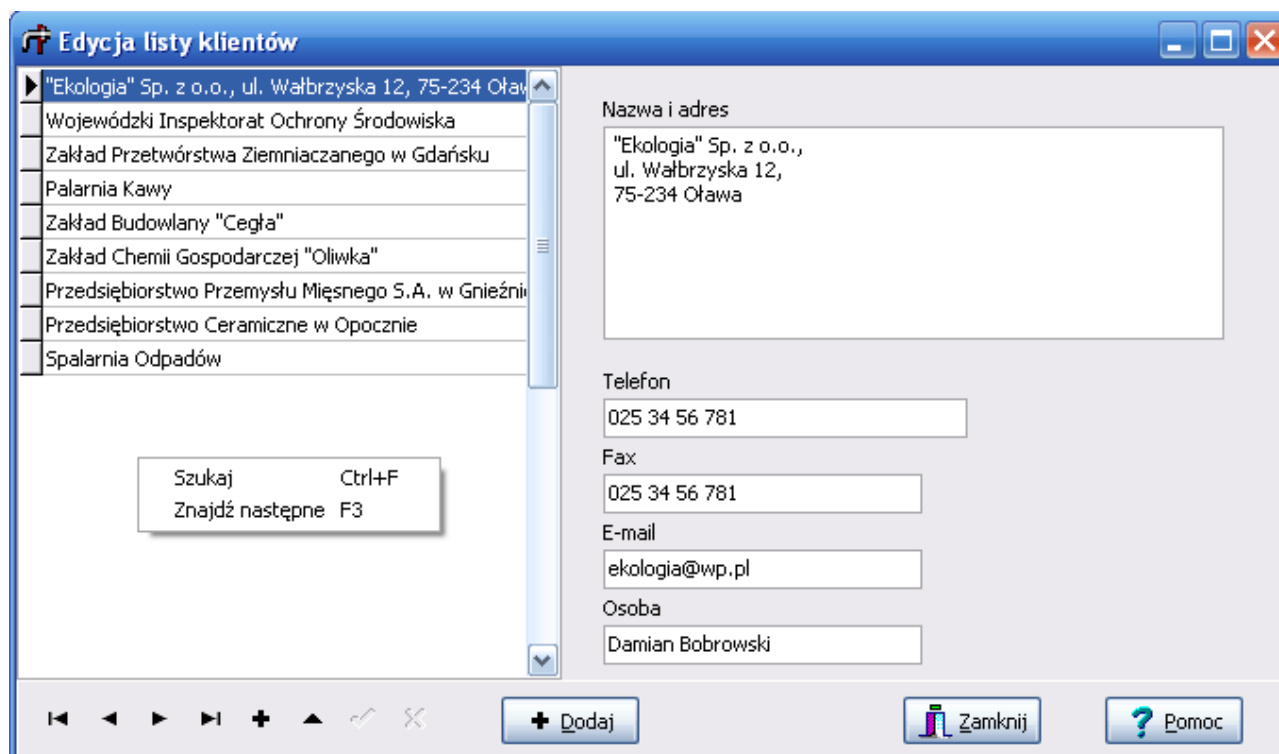 Edycja listy klientów
"Ekologia" Sp. z o.o., ul. Wałbrzyska 12, 75-234 Oław
Wojewódzki Inspektorat Ochrony Środowiska
Zakład Przetwórstwa Ziemniaczanego w Gdańsku
Palarnia Kawy
Zakład Budowlany "Cegła"
Zakład Chemii Gospodarczej "Oliwka"
Przedsiębiorstwo Przemysłu Mięsnego S.A. w Gnieźni
Przedsiębiorstwo Ceramiczne w Opocznie
Spalarnia Odpadów
Szukaj Ctrl+F
Znajdź następne F3
Nazwa i adres
"Ekologia" Sp. z o.o.,
ul. Wałbrzyska 12,
75-234 Oława
Telefon
025 34 56 781
Fax
025 34 56 781
E-mail
ekologia@wp.pl
Osoba
Damian Bobrowski
Dodaj
Zamknij
Pomoc